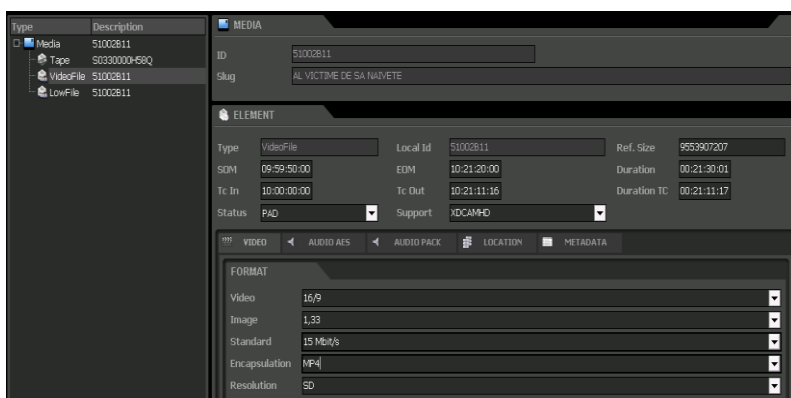 Type Description
Media 51002B11
Tape S0330000H58Q
VideoFile 51002B11
LowFile 51002B11
MEDIA
ID 51002B11
Slug AL VICTIME DE SA NAIVETE
ELEMENT
Type VideoFile Local Id 51002B11 Ref. Size 9553907207
SOM 09:59:50:00 EOM 10:21:20:00 Duration 00:21:30:01
Tc In 10:00:00:00 Tc Out 10:21:11:16 Duration TC 00:21:11:17
Status PAD Support XDCAMHD
VIDEO AUDIO AES AUDIO PACK LOCATION METADATA
FORMAT
Video 16/9
Image 1,33
Standard 15 Mbit/s
Encapsulation MP4
Resolution SD